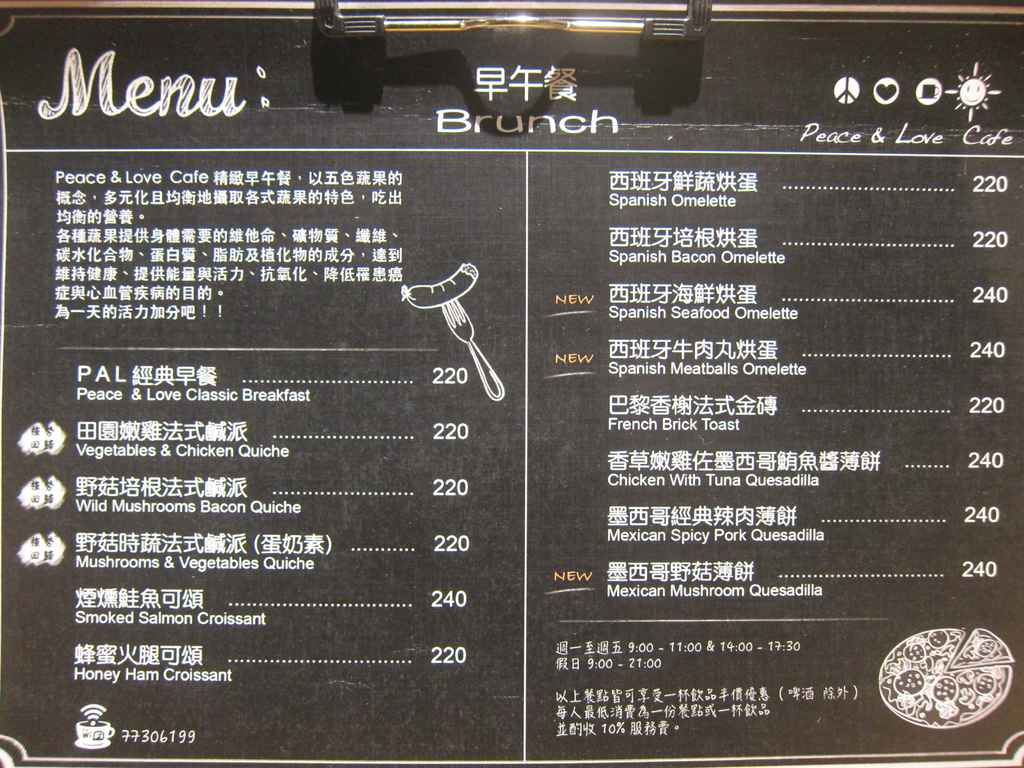 Menu:
早午餐
Brunch
Peace & Love Cafe
Peace & Love Cafe 精緻早午餐，以五色蔬果的
概念，多元化且均衡地攝取各式蔬果的特色，吃出
均衡的營養。
各種蔬果提供身體需要的維他命、礦物質、纖維、
碳水化合物、蛋白質、脂肪及植化物的成分，達到
維持健康、提供能量與活力、抗氧化、降低罹患癌
症與心血管疾病的目的。
為一天的活力加分吧！！
PAL 經典早餐 ........................ 220
Peace & Love Classic Breakfast
回歸
田園嫩雞法式鹹派 ........................ 220
Vegetables & Chicken Quiche
回歸
野菇培根法式鹹派 ........................ 220
Wild Mushrooms Bacon Quiche
回歸
野菇時蔬法式鹹派 (蛋奶素) ........... 220
Mushrooms & Vegetables Quiche
煙燻鮭魚可頌 ............................... 240
Smoked Salmon Croissant
蜂蜜火腿可頌 ............................... 220
Honey Ham Croissant
WiFi 77306199
西班牙鮮蔬烘蛋 ............................. 220
Spanish Omelette
西班牙培根烘蛋 ............................. 220
Spanish Bacon Omelette
NEW 西班牙海鮮烘蛋 ............................. 240
Spanish Seafood Omelette
NEW 西班牙牛肉丸烘蛋 ......................... 240
Spanish Meatballs Omelette
巴黎香榭法式金磚 ......................... 220
French Brick Toast
香草嫩雞佐墨西哥鮪魚醬薄餅 ........ 240
Chicken With Tuna Quesadilla
墨西哥經典辣肉薄餅 ..................... 240
Mexican Spicy Pork Quesadilla
NEW 墨西哥野菇薄餅 ............................ 240
Mexican Mushroom Quesadilla
週一至週五 9:00 - 11:00 & 14:00 - 17:30
假日 9:00 - 21:00
以上餐點皆可享受一杯飲品半價優惠 ( 啤酒 除外 )
每人最低消費為一份餐點或一杯飲品
並酌收 10% 服務費。